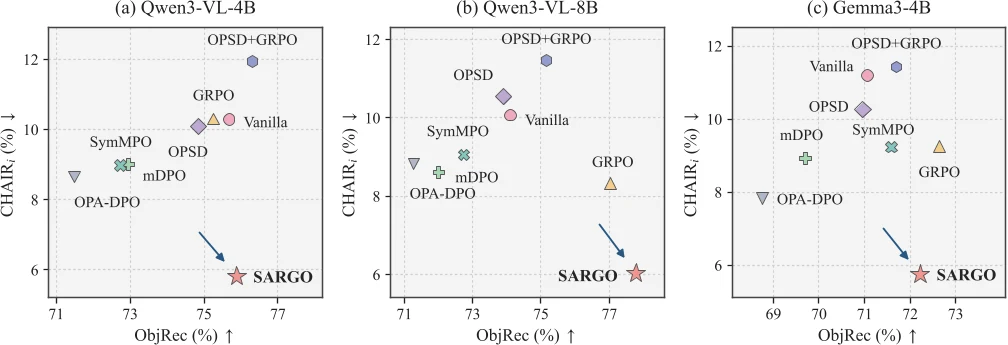 (a) Qwen3-VL-4B
CHAIR_i (%) ↓
12
10
8
6
OPSD+GRPO
GRPO
Vanilla
OPSD
SymMPO
mDPO
OPA-DPO
SARGO
71 73 75 77
ObjRec (%) ↑
(b) Qwen3-VL-8B
CHAIR_i (%) ↓
12
10
8
6
OPSD+GRPO
OPSD
Vanilla
SymMPO
GRPO
mDPO
OPA-DPO
SARGO
71 73 75 77
ObjRec (%) ↑
(c) Gemma3-4B
CHAIR_i (%) ↓
12
10
8
6
OPSD+GRPO
Vanilla
OPSD
SymMPO
mDPO
GRPO
OPA-DPO
SARGO
69 70 71 72 73
ObjRec (%) ↑